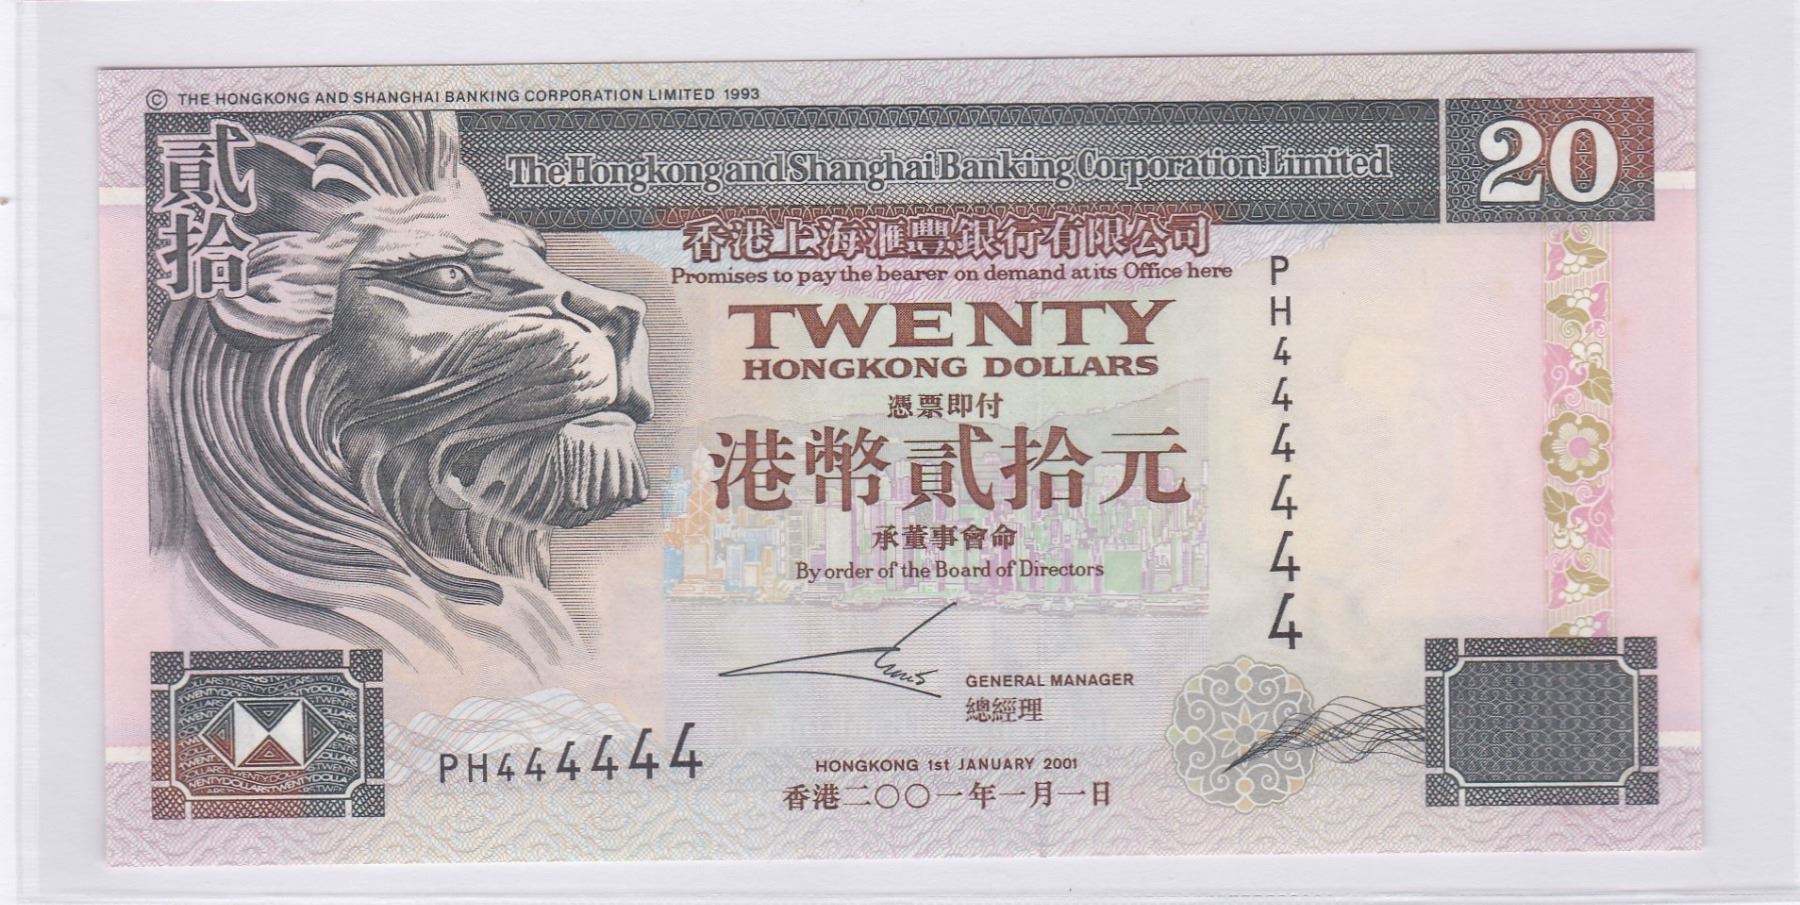 © THE HONGKONG AND SHANGHAI BANKING CORPORATION LIMITED 1993
貳拾
The Hongkong and Shanghai Banking Corporation Limited
20
香港上海滙豐銀行有限公司
Promises to pay the bearer on demand at its Office here
TWENTY
HONGKONG DOLLARS
憑票即付
港幣貳拾元
承董事會命
By order of the Board of Directors
PH444444
GENERAL MANAGER
總經理
PH444444
HONGKONG 1st JANUARY 2001
香港二〇〇一年一月一日